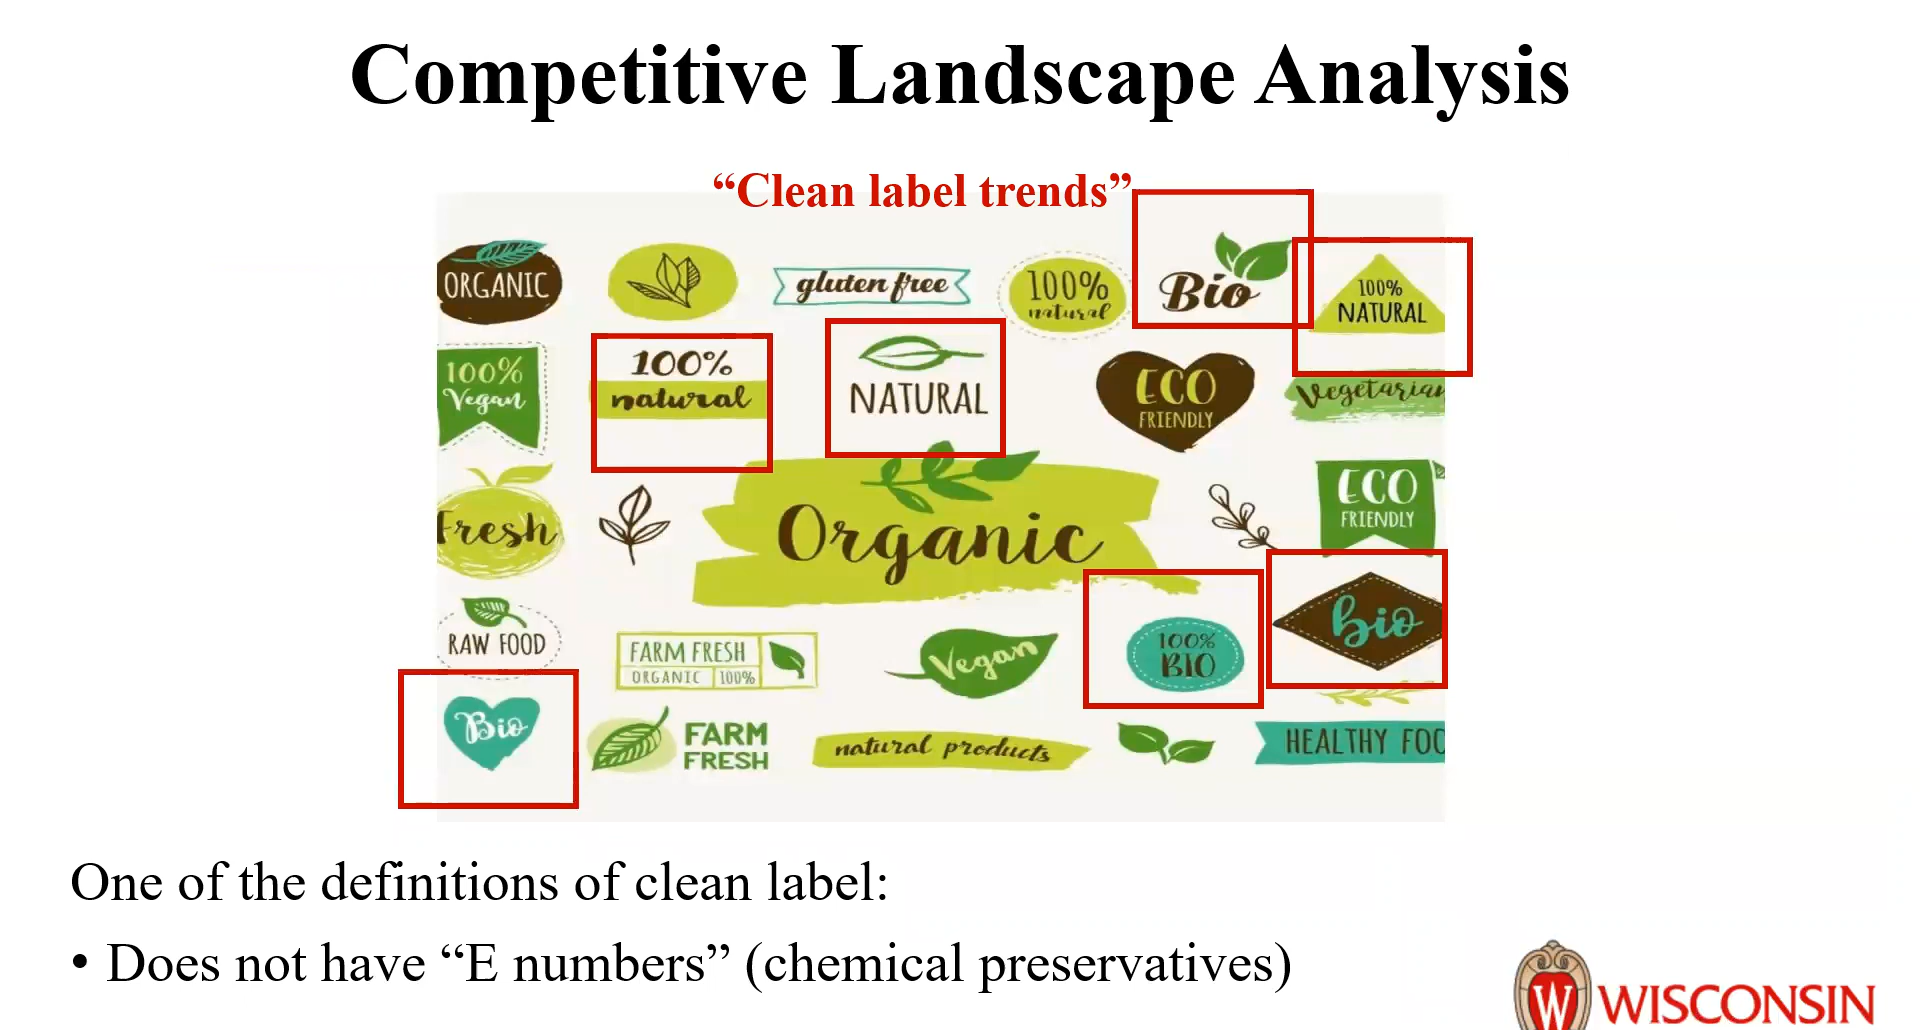 Competitive Landscape Analysis
“Clean label trends”
ORGANIC
gluten free
100%
natural
Bio
100%
NATURAL
100%
Vegan
100%
natural
NATURAL
ECO
FRIENDLY
Vegetarian
Fresh
Organic
ECO
FRIENDLY
RAW FOOD
FARM FRESH
ORGANIC 100%
Vegan
100%
BIO
bio
Bio
FARM
FRESH
natural products
HEALTHY FOO
One of the definitions of clean label:
• Does not have “E numbers” (chemical preservatives)
W
WISCONSIN